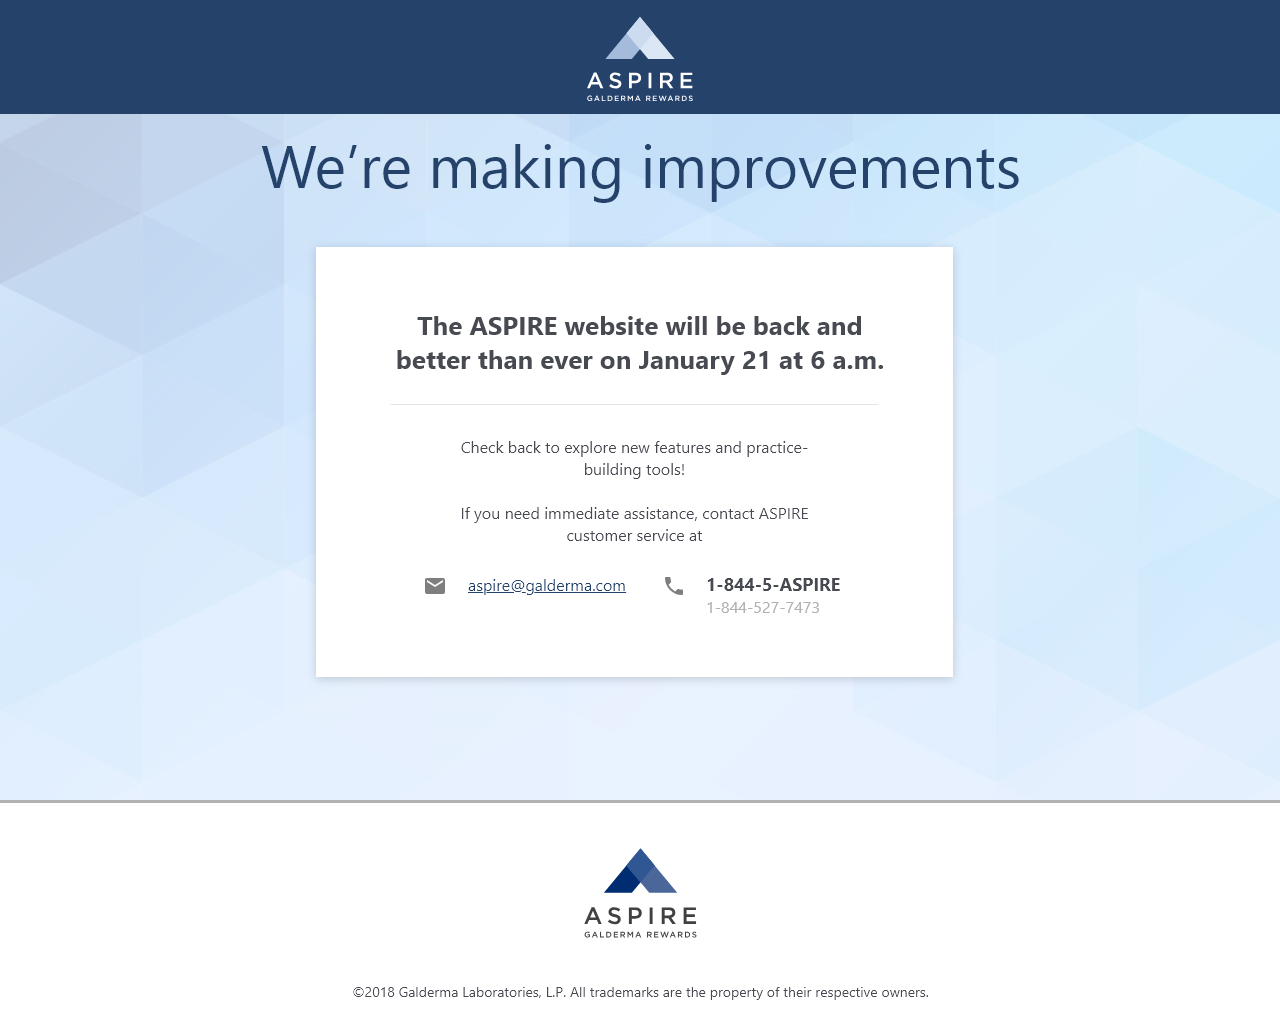 ASPIRE
GALDERMA REWARDS
We’re making improvements
The ASPIRE website will be back and
better than ever on January 21 at 6 a.m.
Check back to explore new features and practice-
building tools!
If you need immediate assistance, contact ASPIRE
customer service at
aspire@galderma.com
1-844-5-ASPIRE
1-844-527-7473
ASPIRE
GALDERMA REWARDS
©2018 Galderma Laboratories, L.P. All trademarks are the property of their respective owners.